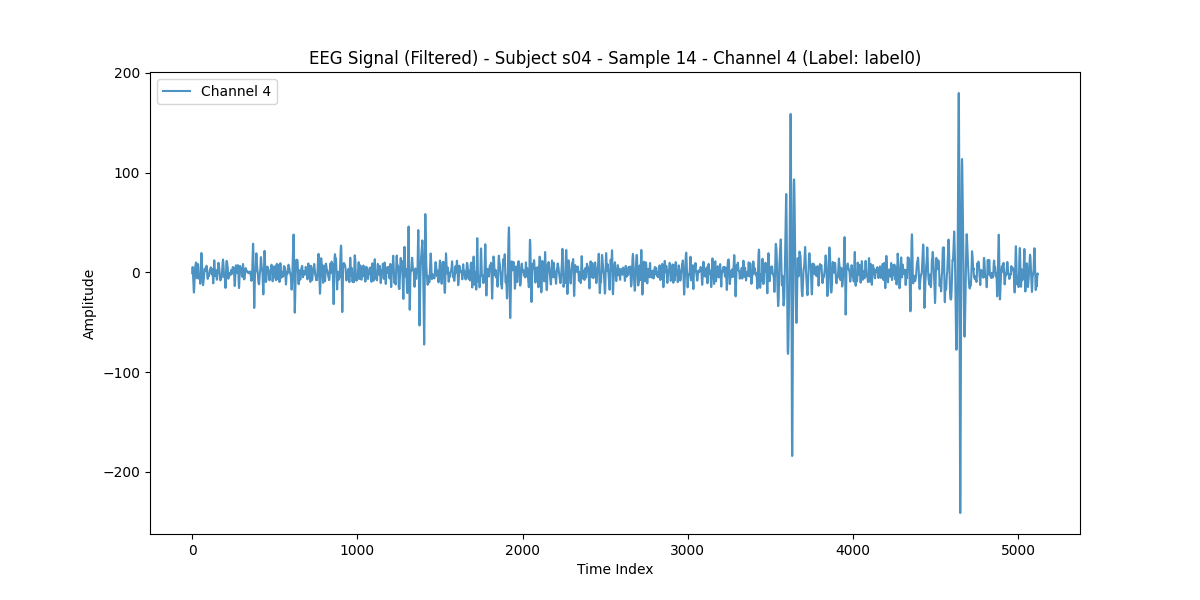 EEG Signal (Filtered) - Subject s04 - Sample 14 - Channel 4 (Label: label0)
Channel 4
200
100
0
−100
−200
Amplitude
0 1000 2000 3000 4000 5000
Time Index